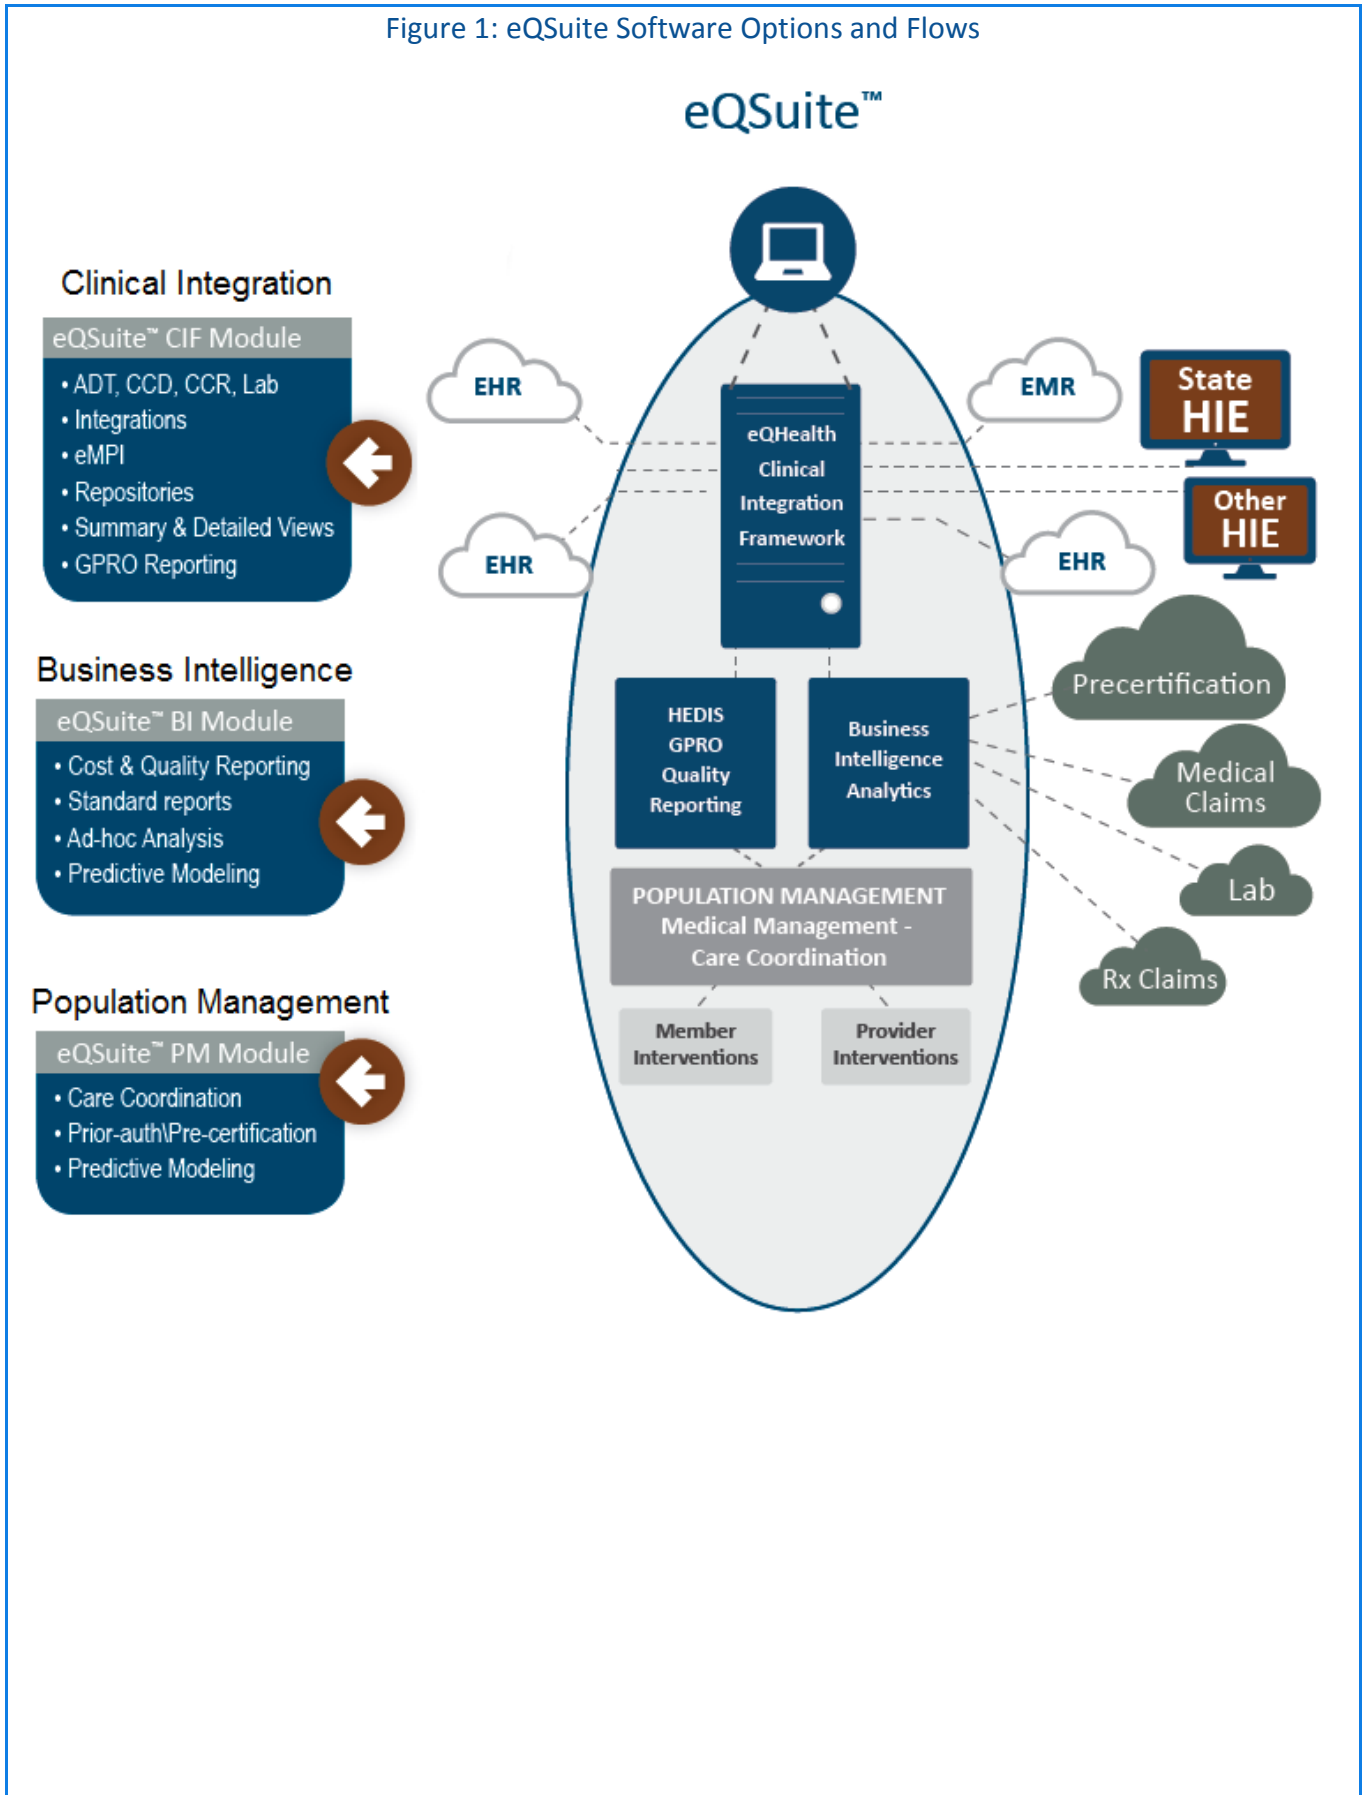 Figure 1: eQSuite Software Options and Flows
eQSuite™
Clinical Integration
eQSuite™ CIF Module
• ADT, CCD, CCR, Lab
• Integrations
• eMPI
• Repositories
• Summary & Detailed Views
• GPRO Reporting
Business Intelligence
eQSuite™ BI Module
• Cost & Quality Reporting
• Standard reports
• Ad-hoc Analysis
• Predictive Modeling
Population Management
eQSuite™ PM Module
• Care Coordination
• Prior-auth\Pre-certification
• Predictive Modeling
EHR
EHR
eQHealth
Clinical
Integration
Framework
EMR
EHR
State
HIE
Other
HIE
HEDIS
GPRO
Quality
Reporting
Business
Intelligence
Analytics
Precertification
Medical
Claims
Lab
Rx Claims
POPULATION MANAGEMENT
Medical Management -
Care Coordination
Member
Interventions
Provider
Interventions